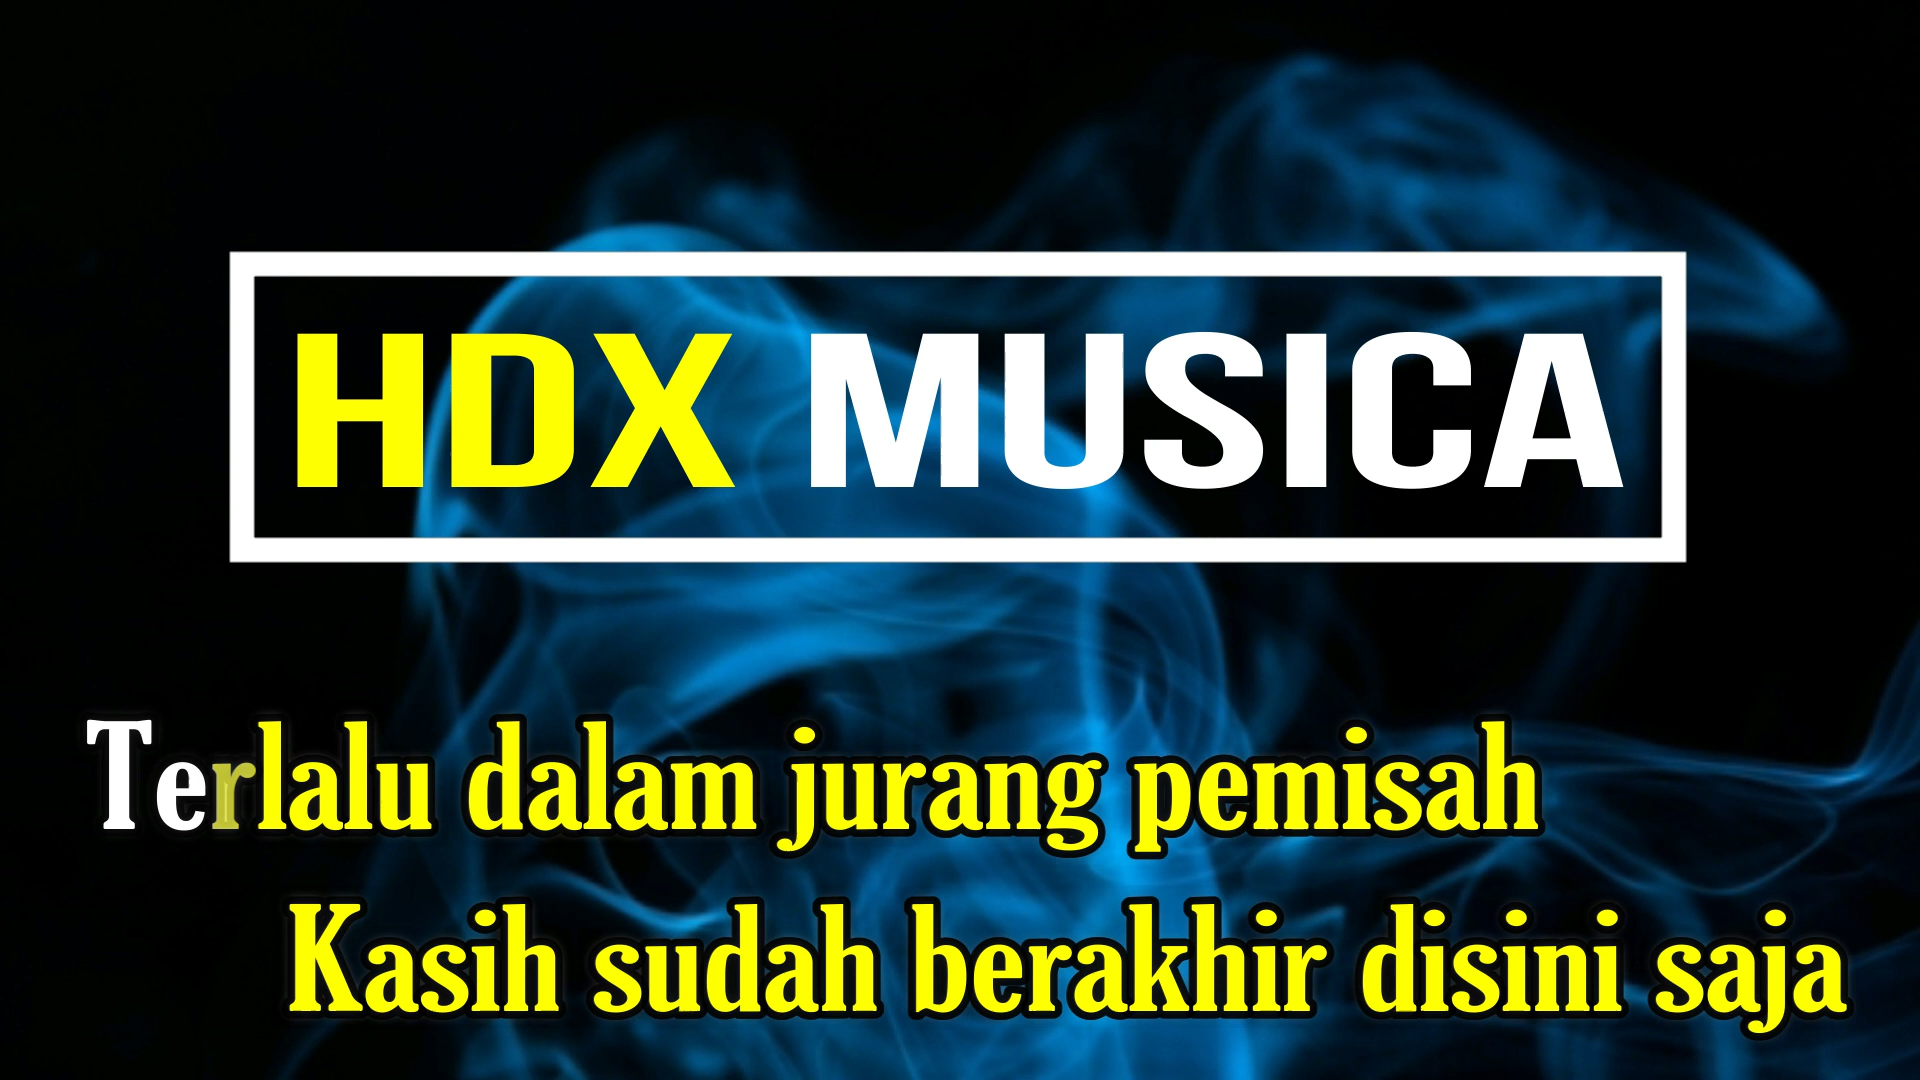 HDX MUSICA
Terlalu dalam jurang pemisah
Kasih sudah berakhir disini saja